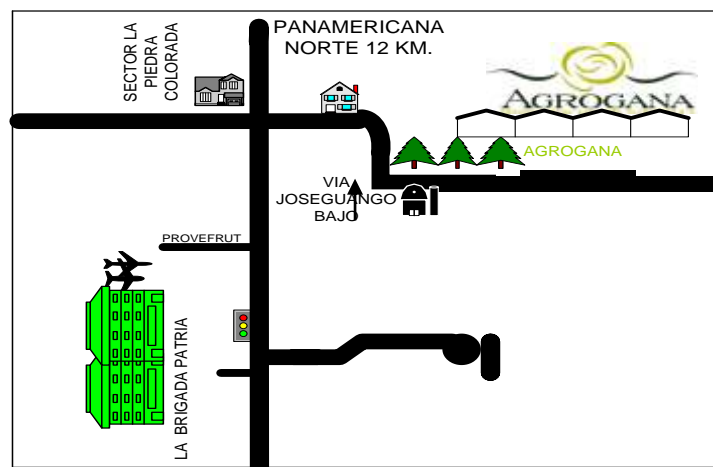 PANAMERICANA
NORTE 12 KM.
SECTOR LA
PIEDRA
COLORADA
AGROGANA
AGROGANA
VIA
JOSEGUANGO
BAJO
PROVEFRUT
LA BRIGADA PATRIA